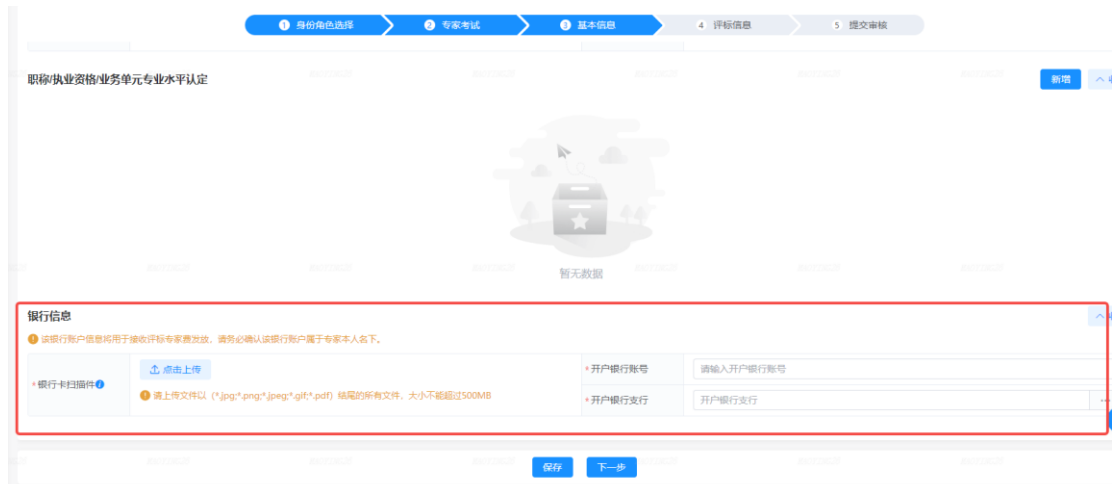 1 身份角色选择 2 专家考试 3 基本信息 4 评标信息 5 提交审核
职称/执业资格/业务单元专业水平认定 新增
暂无数据
银行信息
该银行账户信息将用于接收评标专家费发放，请务必确认该银行账户属于专家本人名下。
*银行卡扫描件 点击上传
请上传文件以（*.jpg;*.png;*.jpeg;*.gif;*.pdf）结尾的所有文件，大小不能超过500MB
*开户银行账号 请输入开户银行账号
*开户银行支行 开户银行支行 ...
保存 下一步